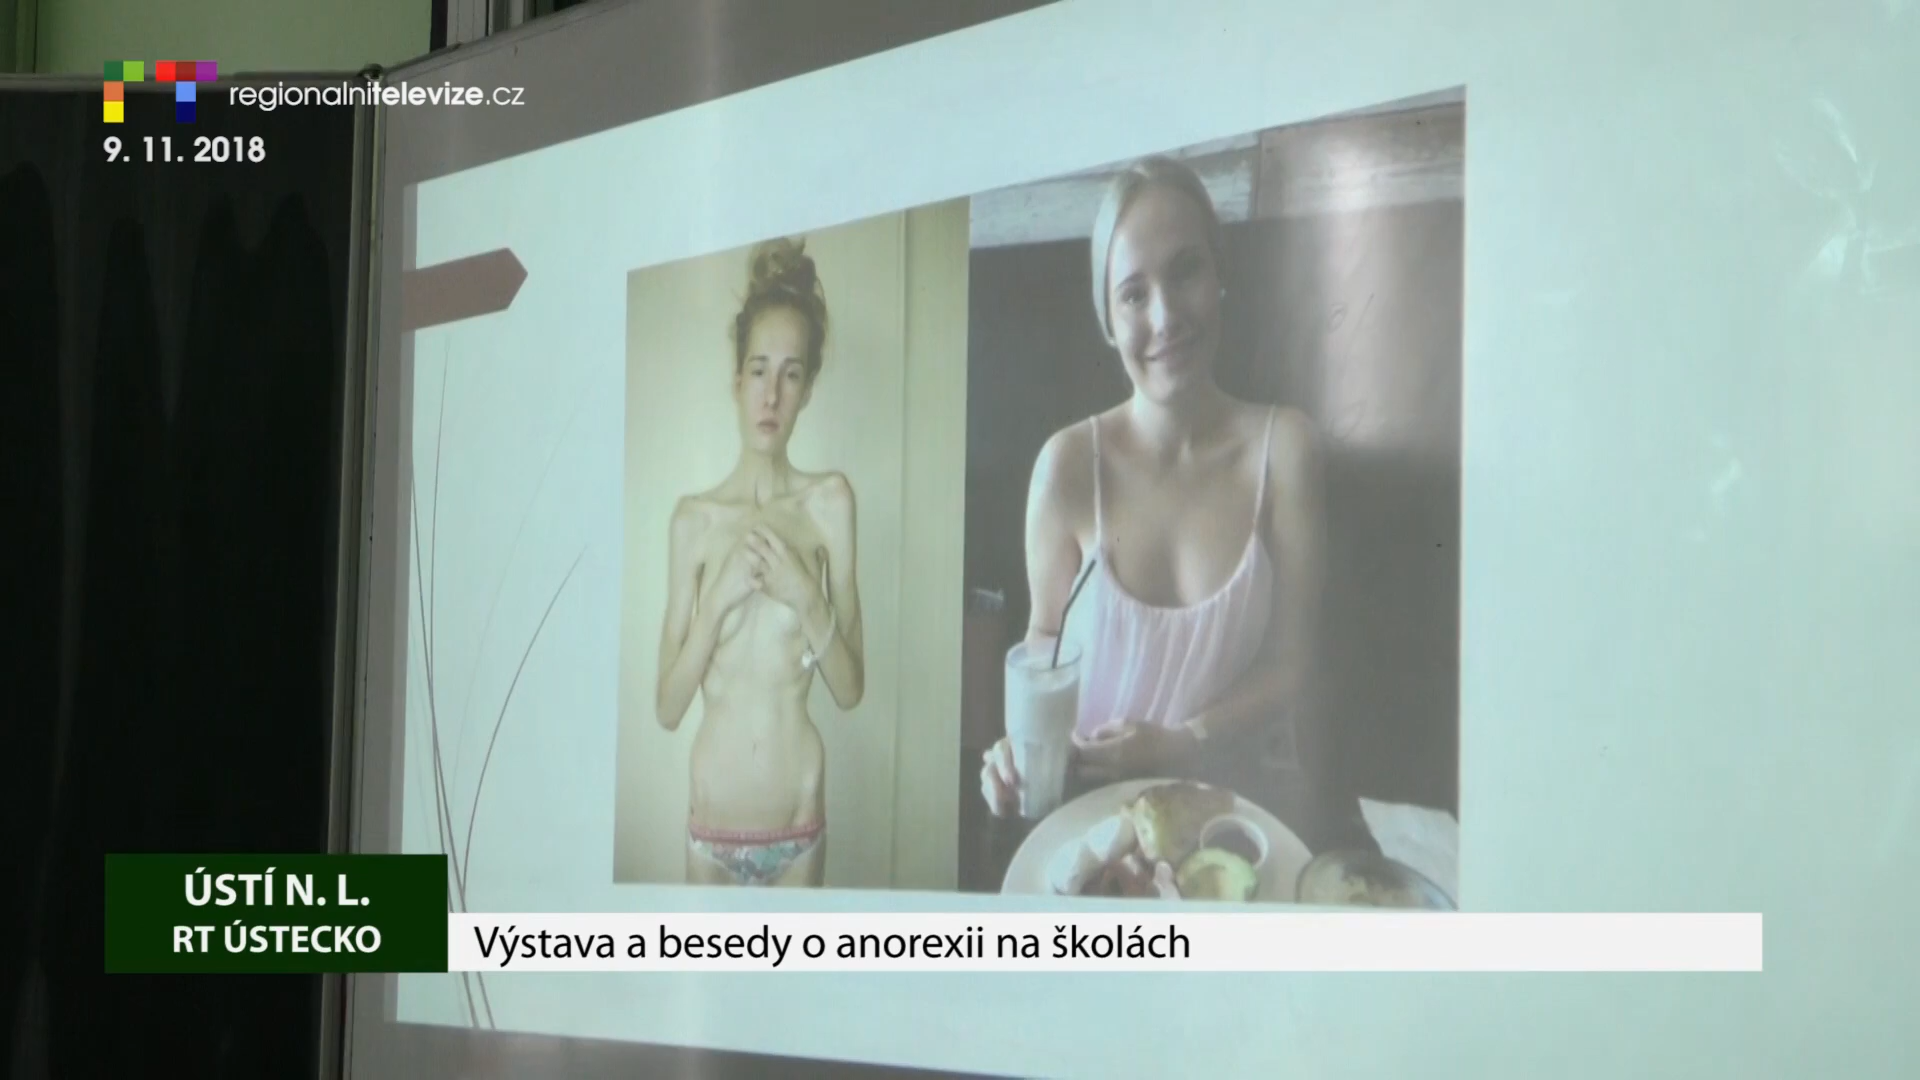 regionalnitelevize.cz
9. 11. 2018
ÚSTÍ N. L.
RT ÚSTECKO
Výstava a besedy o anorexii na školách